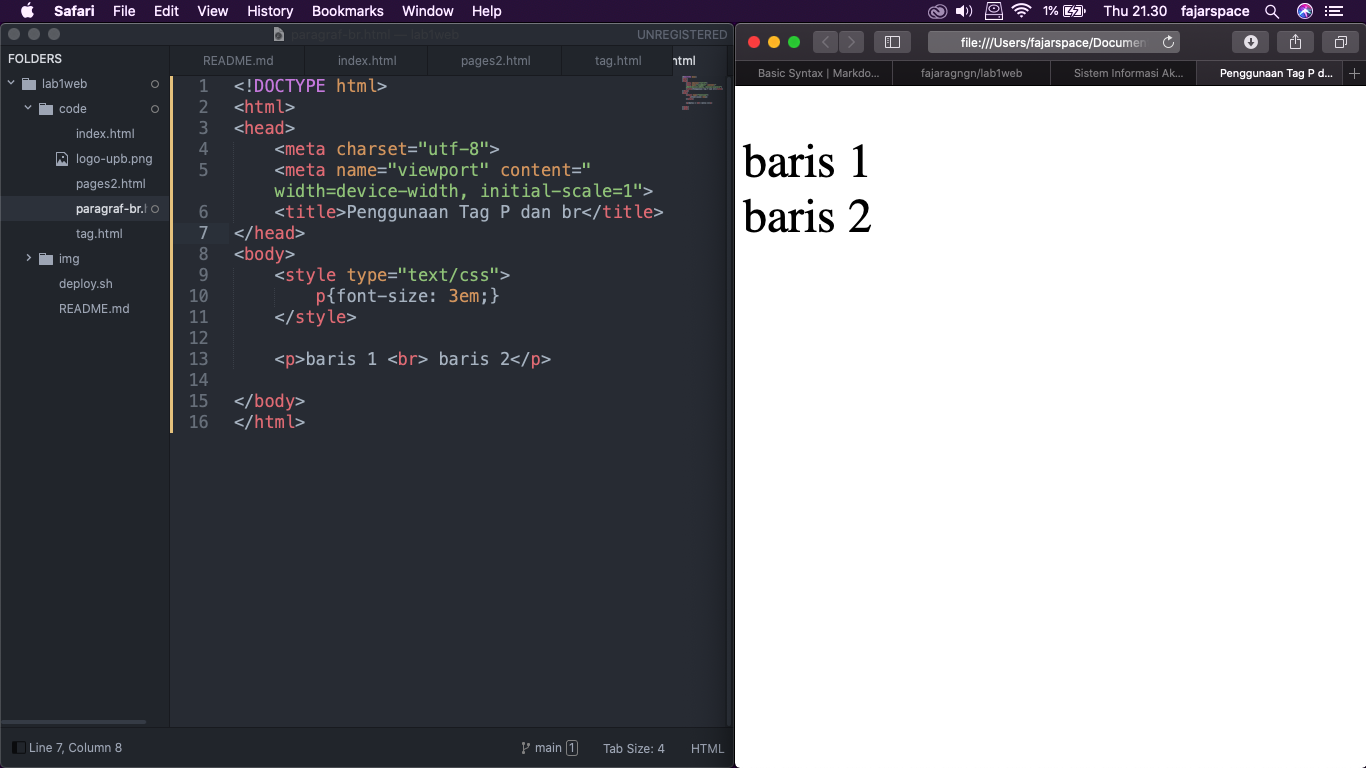 Safari File Edit View History Bookmarks Window Help 1% Thu 21.30 fajarspace
paragraf-br.html — lab1web UNREGISTERED
FOLDERS
lab1web
code
index.html
logo-upb.png
pages2.html
paragraf-br.h
tag.html
img
deploy.sh
README.md
README.md index.html pages2.html tag.html html
1 <!DOCTYPE html>
2 <html>
3 <head>
4 <meta charset="utf-8">
5 <meta name="viewport" content="
width=device-width, initial-scale=1">
6 <title>Penggunaan Tag P dan br</title>
7 </head>
8 <body>
9 <style type="text/css">
10 p{font-size: 3em;}
11 </style>
12
13 <p>baris 1 <br> baris 2</p>
14
15 </body>
16 </html>
Line 7, Column 8 main 1 Tab Size: 4 HTML
file:///Users/fajarspace/Documen
Basic Syntax | Markdo... fajaragngn/lab1web Sistem Informasi Ak... Penggunaan Tag P d...
baris 1
baris 2